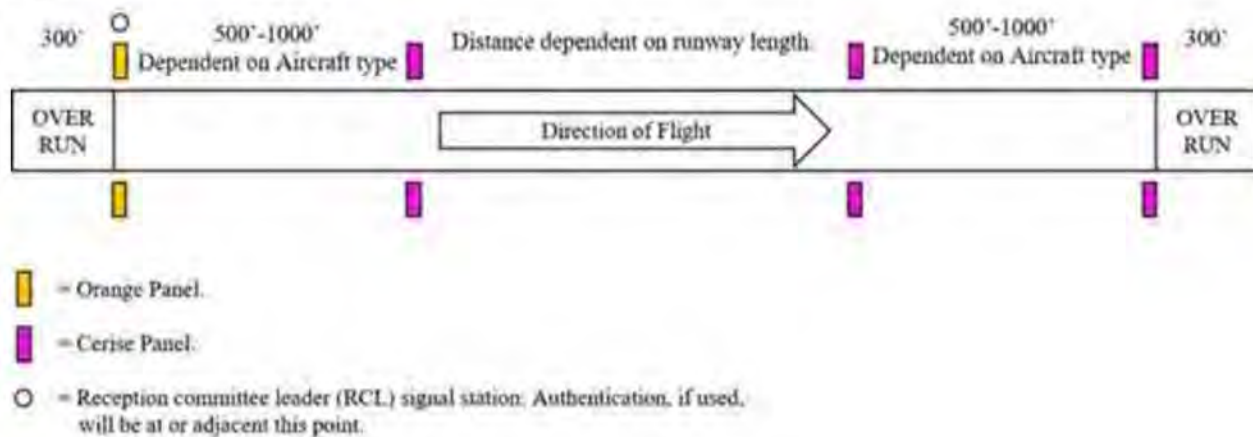 300'
500'-1000'
Dependent on Aircraft type
Distance dependent on runway length.
500'-1000'
Dependent on Aircraft type
300'
OVER
RUN
Direction of Flight
OVER
RUN
= Orange Panel.
= Cerise Panel.
= Reception committee leader (RCL) signal station. Authentication, if used,
will be at or adjacent this point.